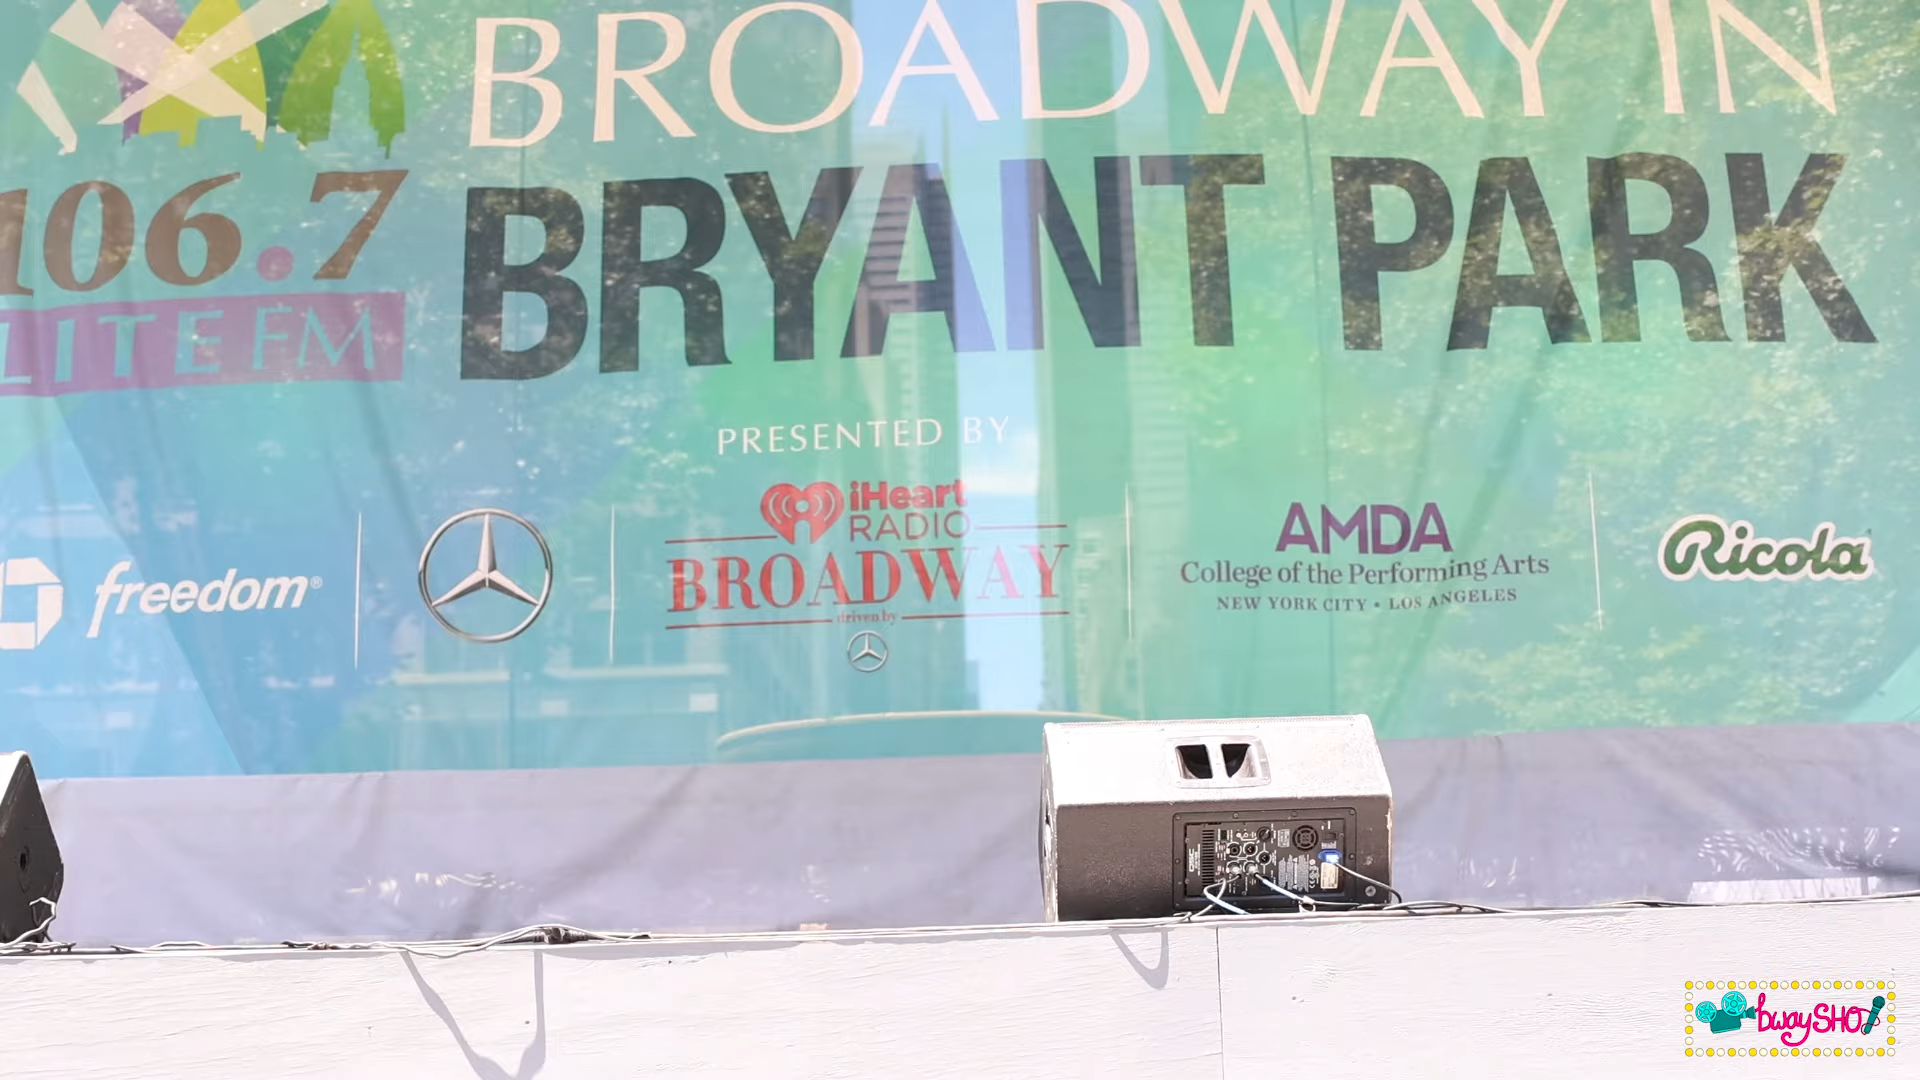 BROADWAY IN
BRYANT PARK
106.7
LITE FM
PRESENTED BY
freedom®
iHeart
RADIO
BROADWAY
driven by
AMDA
College of the Performing Arts
NEW YORK CITY • LOS ANGELES
Ricola
QSC
bwaySHO